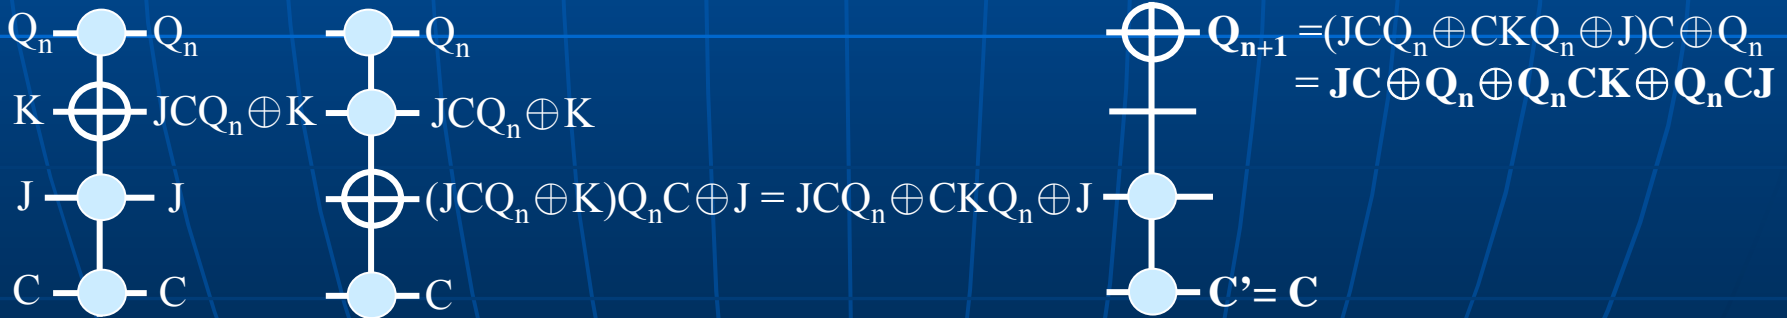 Qₙ Qₙ Qₙ Qₙ₊₁ =(JCQₙ⊕CKQₙ⊕J)C⊕Qₙ
= JC⊕Qₙ⊕QₙCK⊕QₙCJ
K JCQₙ⊕K JCQₙ⊕K
J J (JCQₙ⊕K)QₙC⊕J = JCQₙ⊕CKQₙ⊕J
C C C C’= C